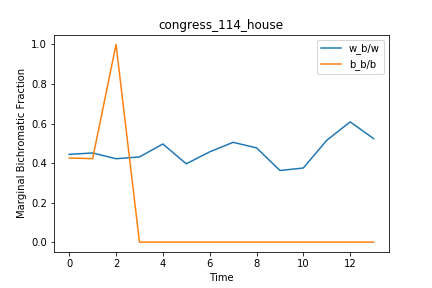 congress_114_house
w_b/w
b_b/b
Marginal Bichromatic Fraction
1.0
0.8
0.6
0.4
0.2
0.0
0 2 4 6 8 10 12
Time